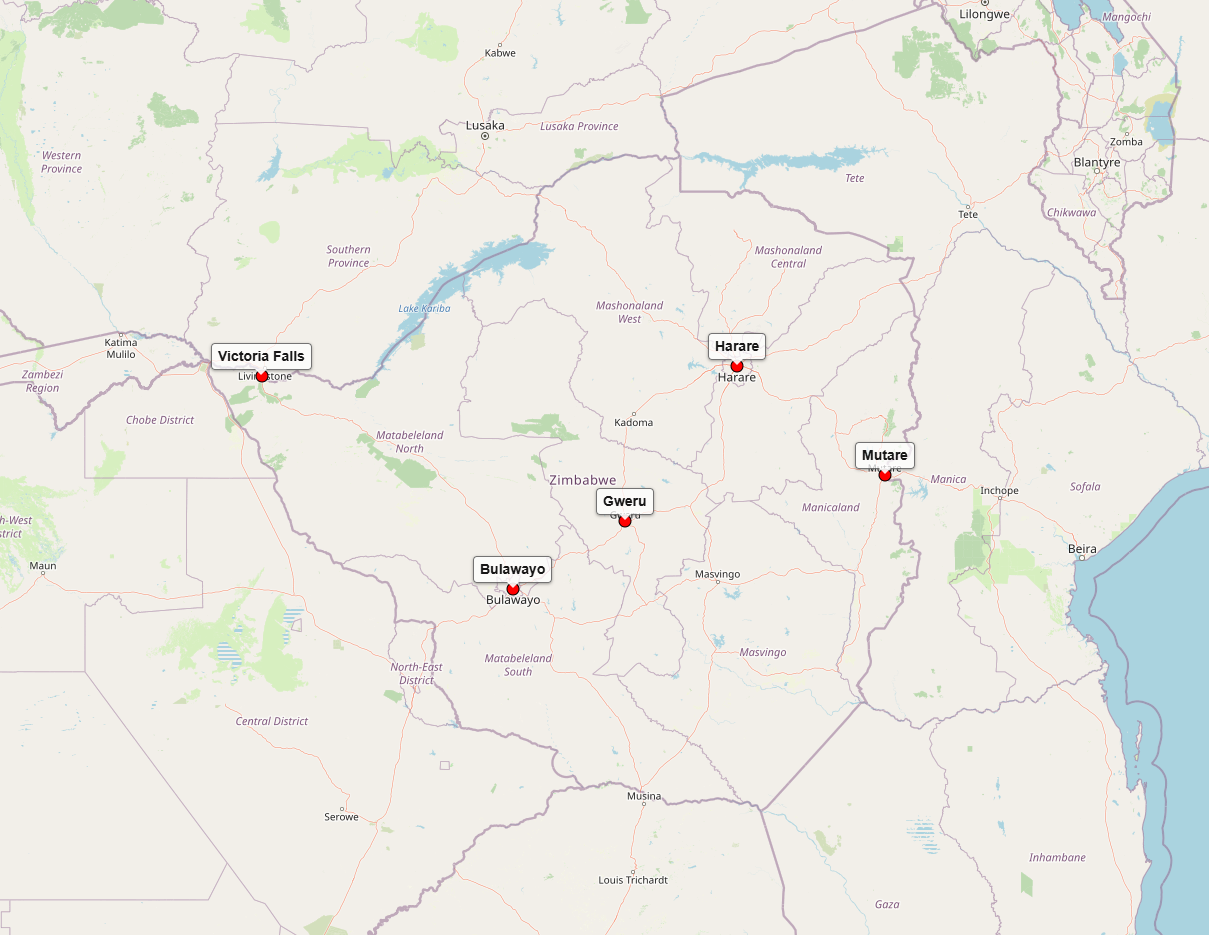 Lilongwe
Mangochi
Kabwe
Lusaka
Lusaka Province
Zomba
Western
Province
Blantyre
Tete
Chikwawa
Tete
Southern
Province
Mashonaland
Central
Lake Kariba
Mashonaland
West
Katima
Mulilo
Victoria Falls
Harare
Zambezi
Region
Harare
Chobe District
Kadoma
Matabeleland
North
Mutare
Zimbabwe
Manica
Sofala
Inchope
Gweru
Manicaland
Beira
Maun
Bulawayo
Masvingo
Bulawayo
Matabeleland
South
Masvingo
North-East
District
Central District
Musina
Serowe
Inhambane
Louis Trichardt
Gaza